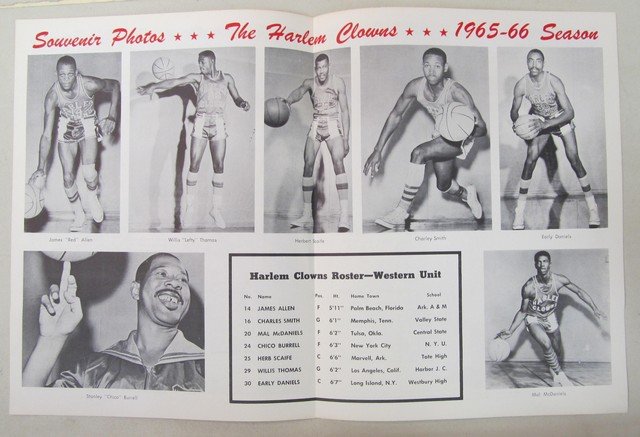 Souvenir Photos ★ ★ ★ The Harlem Clowns ★ ★ ★ 1965-66 Season
James "Red" Allen
Willis "Lefty" Thomas
Herbert Scaife
Charley Smith
Early Daniels
Harlem Clowns Roster—Western Unit
No. Name Pos. Ht. Home Town School
14 JAMES ALLEN F 5'11" Palm Beach, Florida Ark. A & M
16 CHARLES SMITH G 6'1" Memphis, Tenn. Valley State
20 MAL McDANIELS F 6'2" Tulsa, Okla. Central State
24 CHICO BURRELL F 6'3" New York City N. Y. U.
25 HERB SCAIFE C 6'6" Marvell, Ark. Tate High
29 WILLIS THOMAS G 6'3" Los Angeles, Calif. Harbor J. C.
30 EARLY DANIELS C 6'7" Long Island, N.Y. Westbury High
HARLEM
CLOWNS
Stanley "Chico" Burrell
Mal McDaniels